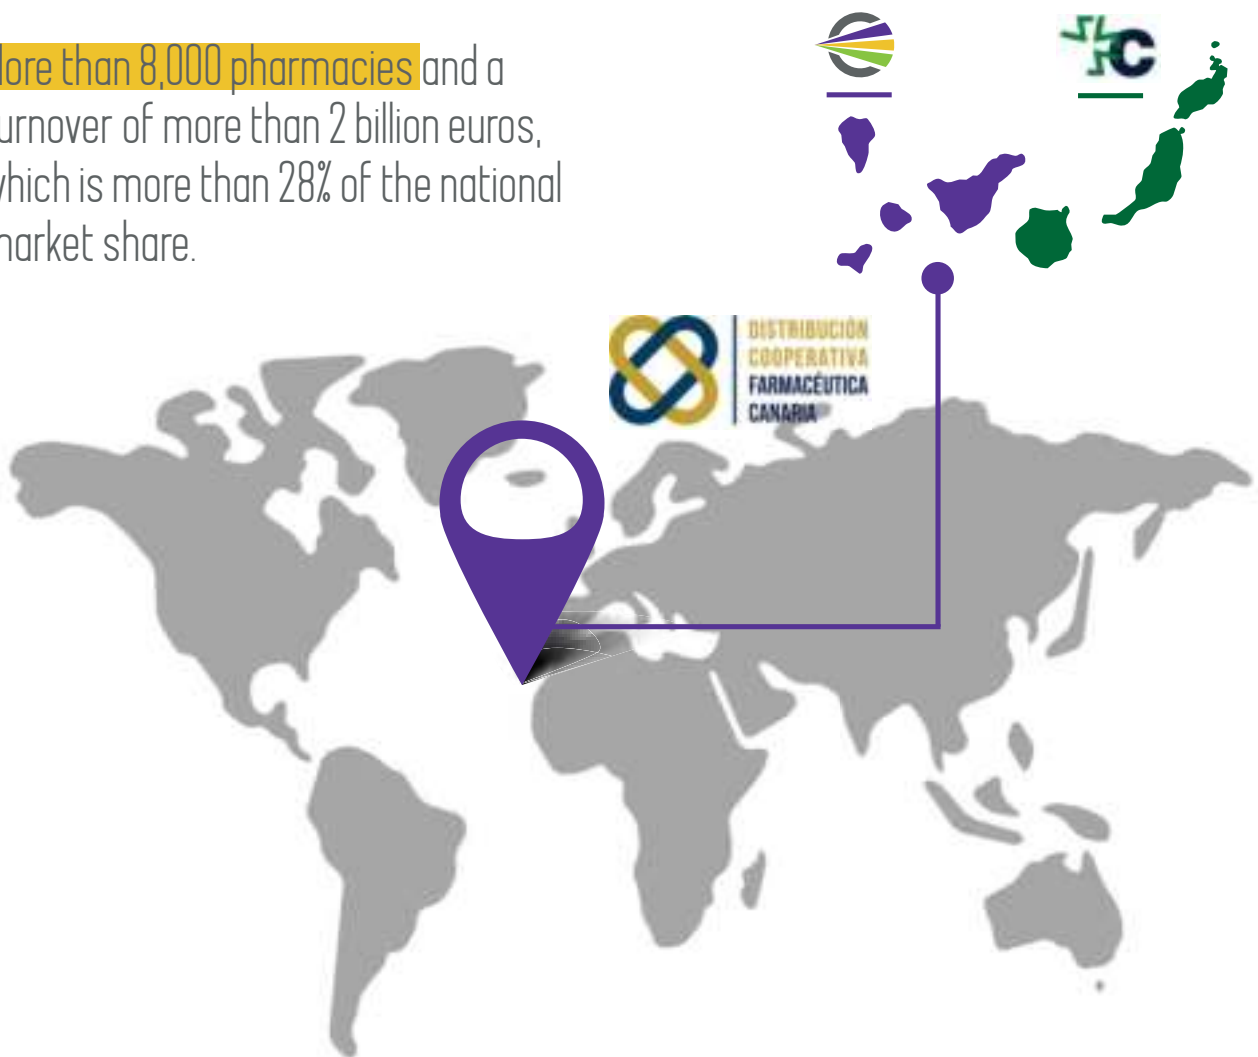 lore than 8,000 pharmacies and a
urnover of more than 2 billion euros,
which is more than 28% of the national
narket share.
C
DISTRIBUCIÓN
COOPERATIVA
FARMACÉUTICA
CANARIA